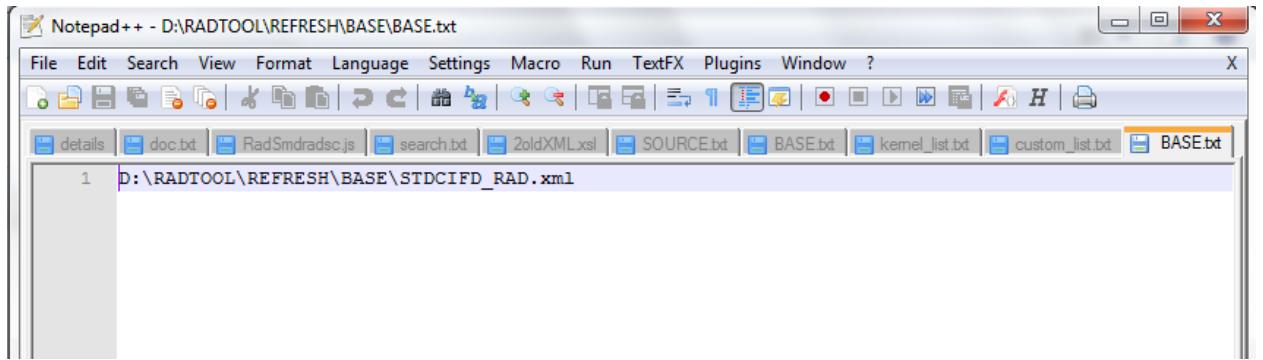 Notepad++ - D:\RADTOOL\REFRESH\BASE\BASE.txt
File Edit Search View Format Language Settings Macro Run TextFX Plugins Window ? X
details doc.txt RadSmdradsc.js search.txt 2oldXML.xsl SOURCE.txt BASE.txt kernel_list.txt custom_list.txt BASE.txt
1 D:\RADTOOL\REFRESH\BASE\STDCIFD_RAD.xml